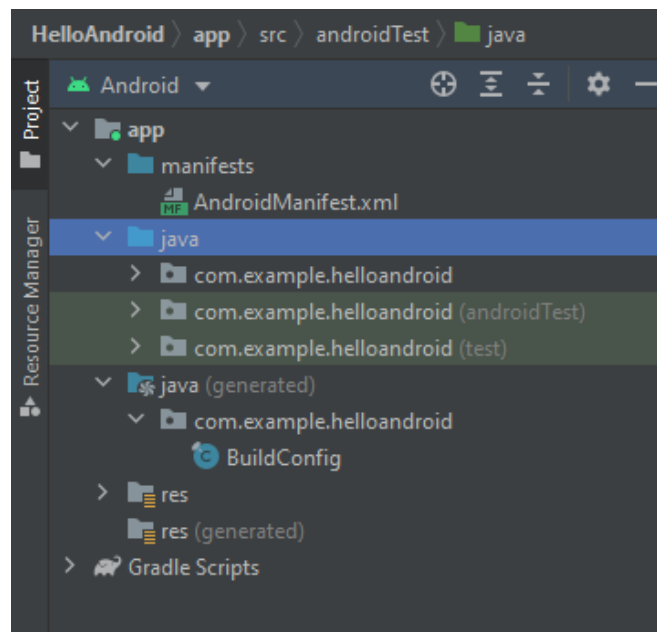 HelloAndroid 〉 app 〉 src 〉 androidTest 〉 java
Project
Resource Manager
Android
app
manifests
MF AndroidManifest.xml
java
com.example.helloandroid
com.example.helloandroid (androidTest)
com.example.helloandroid (test)
java (generated)
com.example.helloandroid
C BuildConfig
res
res (generated)
Gradle Scripts